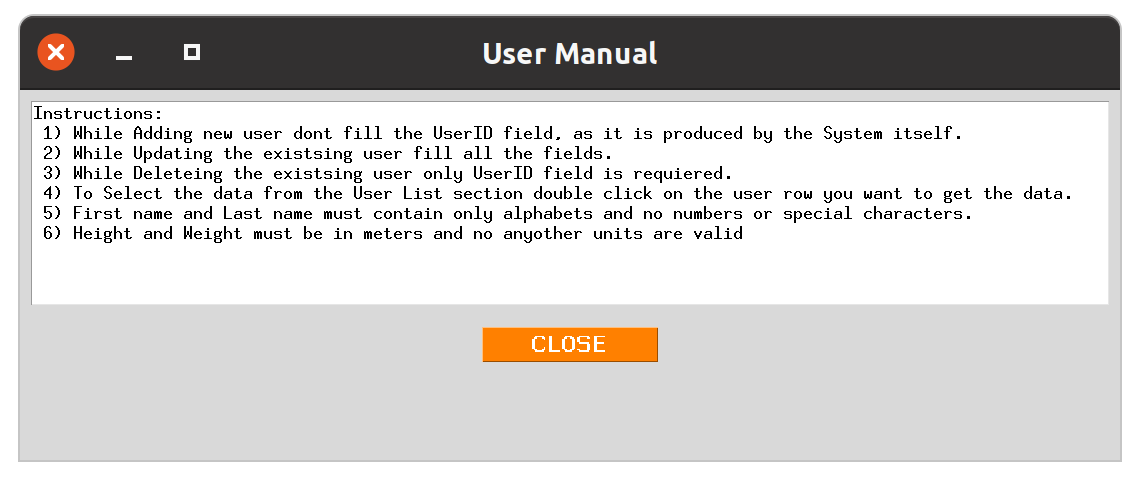 User Manual
Instructions:
1) While Adding new user dont fill the UserID field, as it is produced by the System itself.
2) While Updating the existsing user fill all the fields.
3) While Deleteing the existsing user only UserID field is requiered.
4) To Select the data from the User List section double click on the user row you want to get the data.
5) First name and Last name must contain only alphabets and no numbers or special characters.
6) Height and Weight must be in meters and no anyother units are valid
CLOSE